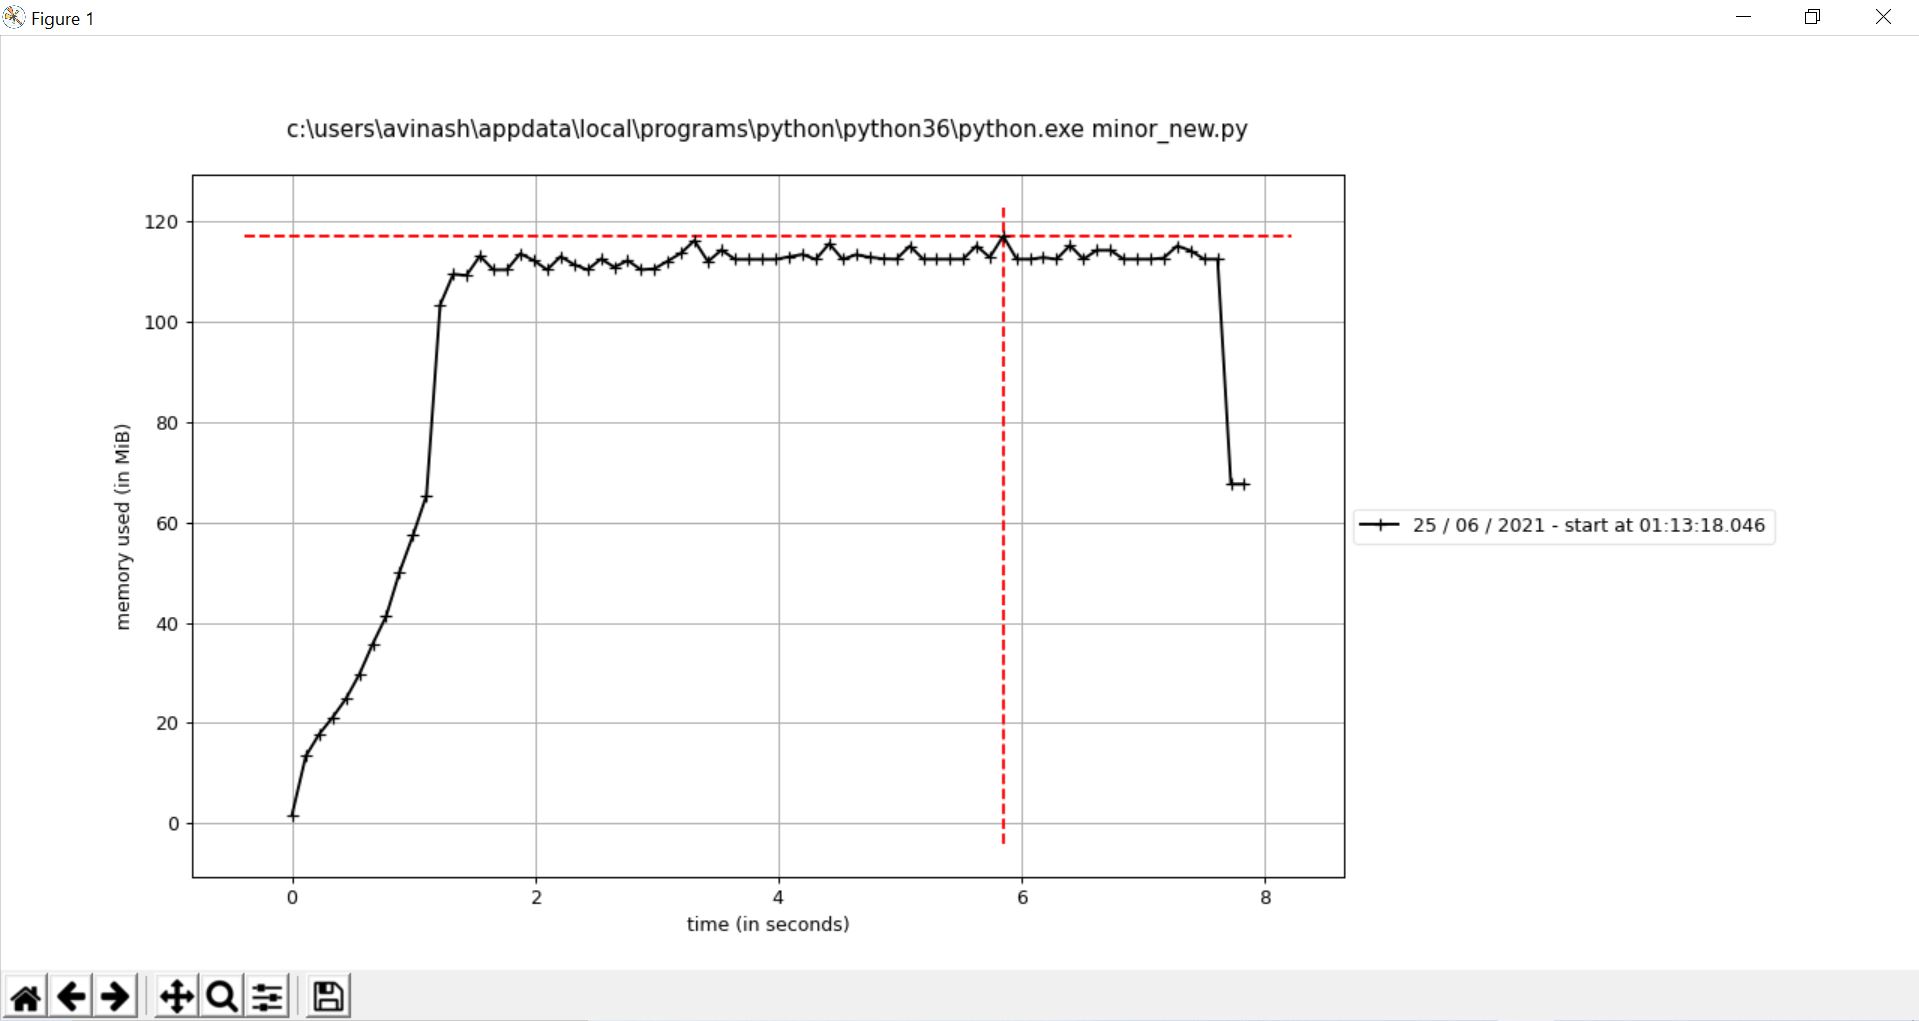 Figure 1
c:\users\avinash\appdata\local\programs\python\python36\python.exe minor_new.py
120
100
80
60
40
20
0
memory used (in MiB)
0 2 4 6 8
time (in seconds)
25 / 06 / 2021 - start at 01:13:18.046